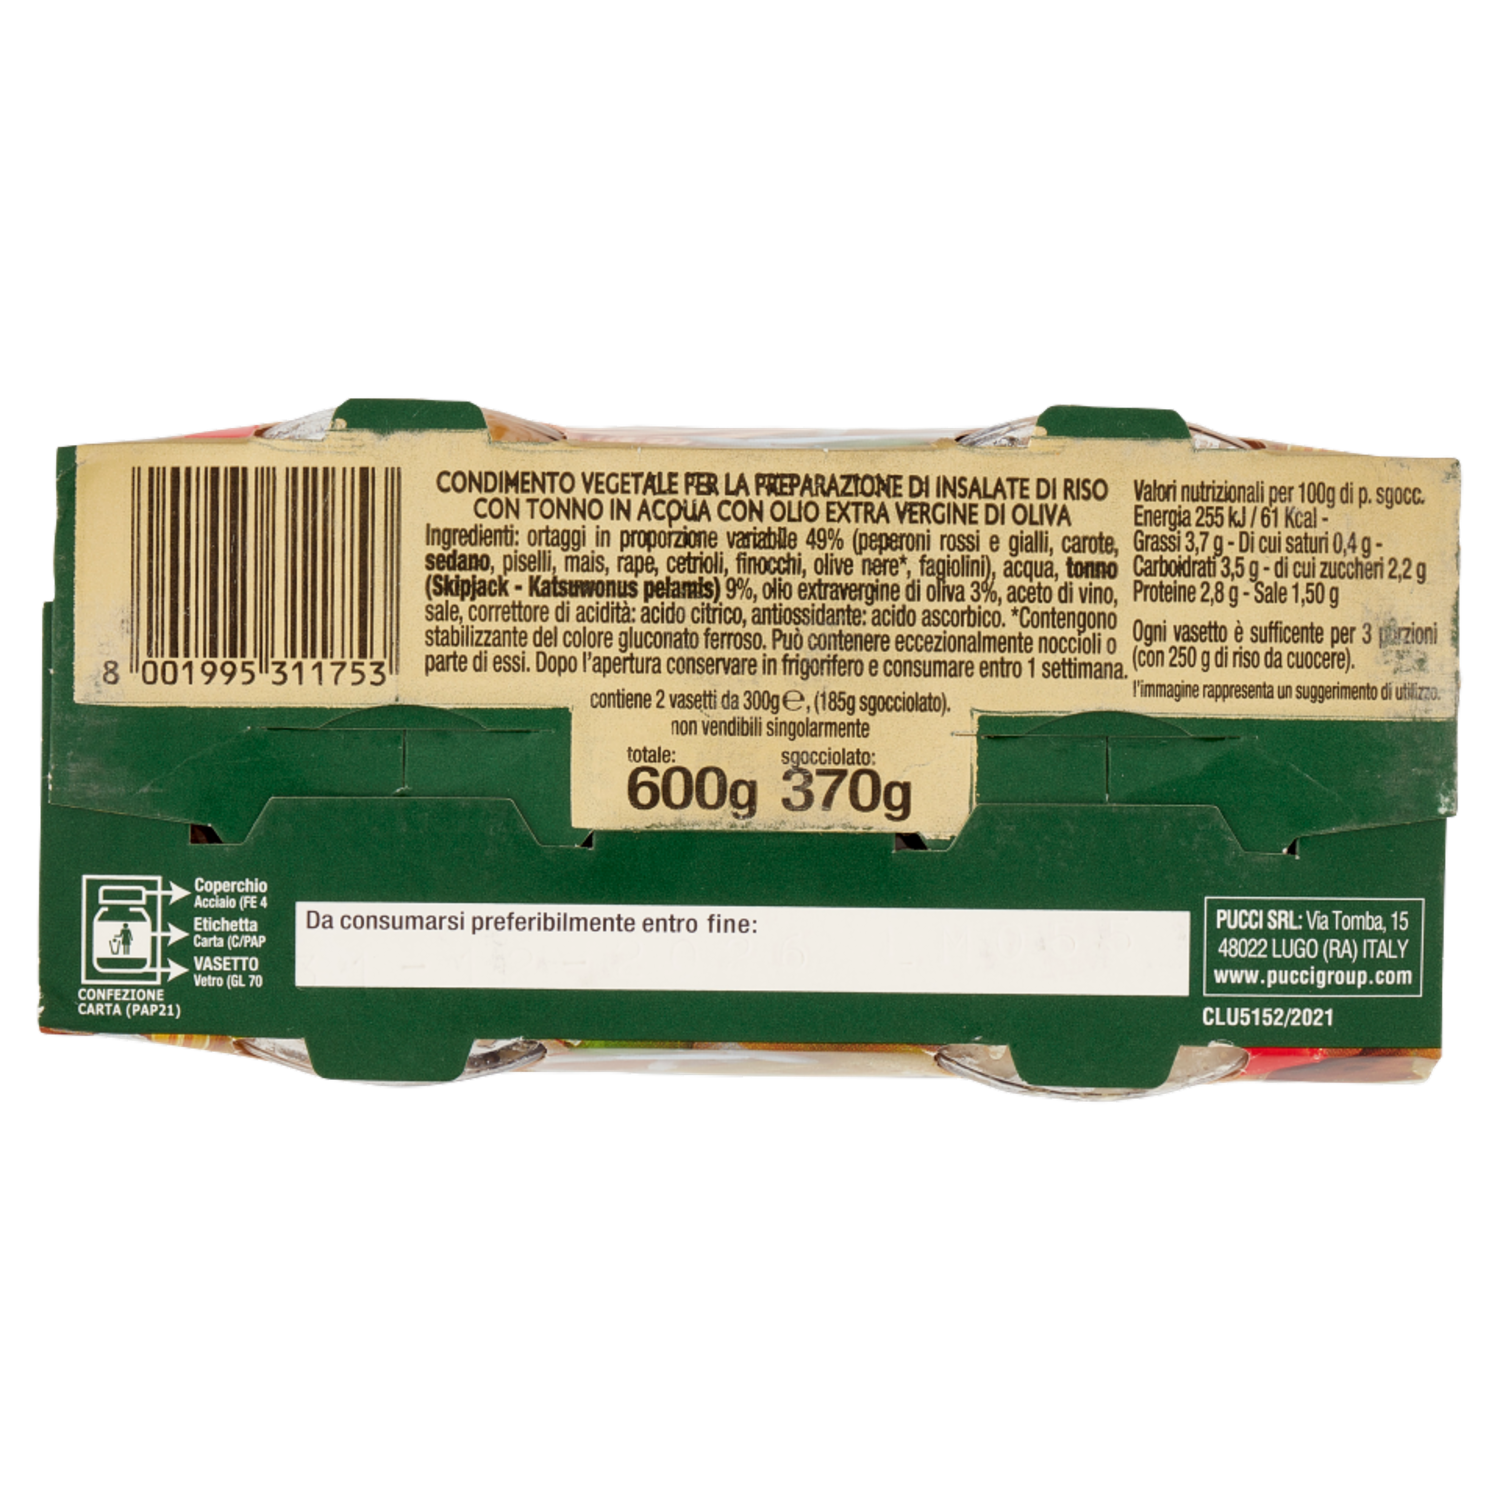 CONDIMENTO VEGETALE PER LA PREPARAZIONE DI INSALATE DI RISO
CON TONNO IN ACQUA CON OLIO EXTRA VERGINE DI OLIVA
Ingredienti: ortaggi in proporzione variabile 49% (peperoni rossi e gialli, carote,
sedano, piselli, mais, rape, cetrioli, finocchi, olive nere*, fagiolini), acqua, tonno
(Skipjack - Katsuwonus pelamis) 9%, olio extravergine di oliva 3%, aceto di vino,
sale, correttore di acidità: acido citrico, antiossidante: acido ascorbico. *Contengono
stabilizzante del colore gluconato ferroso. Può contenere eccezionalmente noccioli o
parte di essi. Dopo l'apertura conservare in frigorifero e consumare entro 1 settimana.
contiene 2 vasetti da 300g℮, (185g sgocciolato).
non vendibili singolarmente
totale: sgocciolato:
600g 370g
Valori nutrizionali per 100g di p. sgocc.
Energia 255 kJ / 61 Kcal -
Grassi 3,7 g - Di cui saturi 0,4 g -
Carboidrati 3,5 g - di cui zuccheri 2,2 g
Proteine 2,8 g - Sale 1,50 g
Ogni vasetto è sufficente per 3 porzioni
(con 250 g di riso da cuocere).
l'immagine rappresenta un suggerimento di utilizzo.
8 001995 311753
Coperchio
Acciaio (FE 4
Etichetta
Carta (C/PAP
VASETTO
Vetro (GL 70
CONFEZIONE
CARTA (PAP21)
Da consumarsi preferibilmente entro fine:
PUCCI SRL: Via Tomba, 15
48022 LUGO (RA) ITALY
www.puccigroup.com
CLU5152/2021